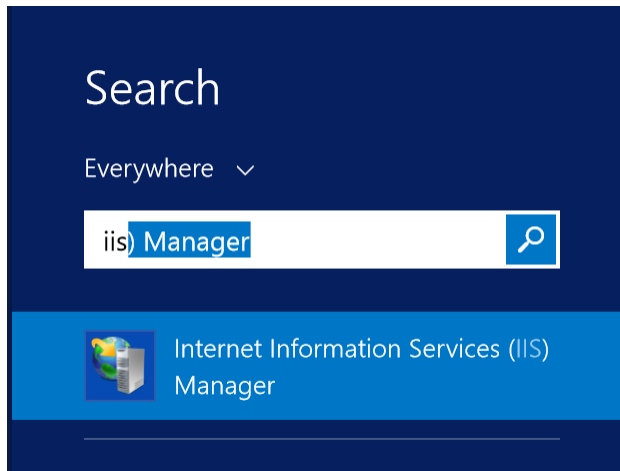 Search
Everywhere
iis) Manager
Internet Information Services (IIS)
Manager